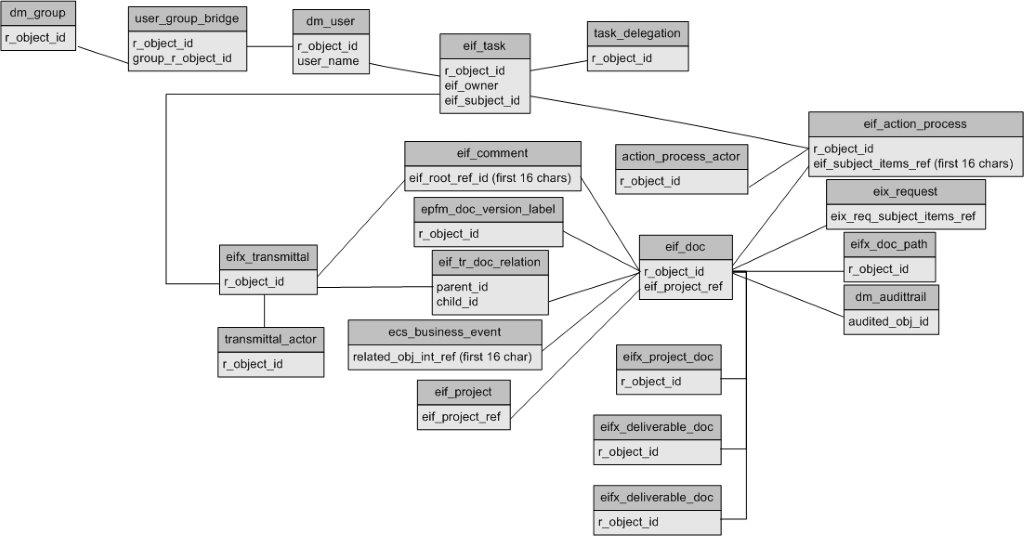 dm_group
r_object_id
user_group_bridge
r_object_id
group_r_object_id
dm_user
r_object_id
user_name
eif_task
r_object_id
eif_owner
eif_subject_id
task_delegation
r_object_id
eif_action_process
r_object_id
eif_subject_items_ref (first 16 chars)
action_process_actor
r_object_id
eif_comment
eif_root_ref_id (first 16 chars)
epfm_doc_version_label
r_object_id
eif_tr_doc_relation
parent_id
child_id
ecs_business_event
related_obj_int_ref (first 16 char)
eif_project
eif_project_ref
eifx_transmittal
r_object_id
transmittal_actor
r_object_id
eif_doc
r_object_id
eif_project_ref
eix_request
eix_req_subject_items_ref
eifx_doc_path
r_object_id
dm_audittrail
audited_obj_id
eifx_project_doc
r_object_id
eifx_deliverable_doc
r_object_id
eifx_deliverable_doc
r_object_id